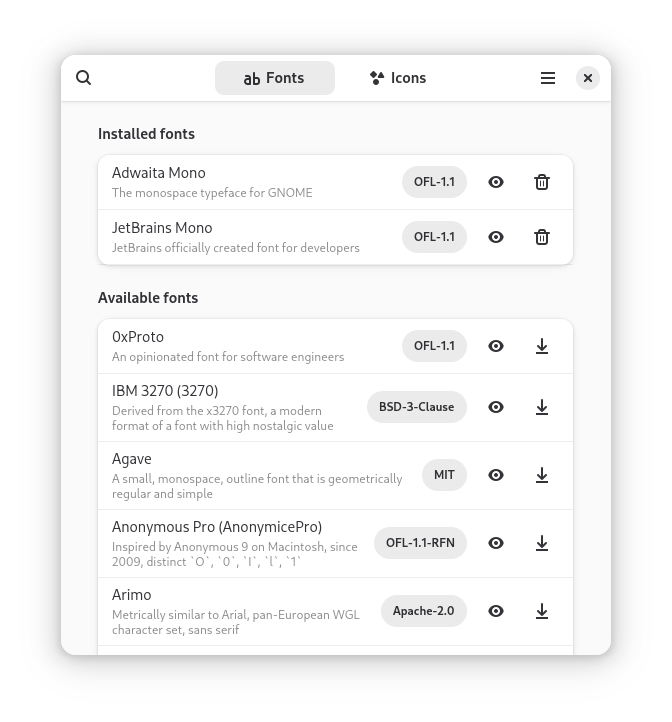 ab Fonts
Icons
Installed fonts
Adwaita Mono
The monospace typeface for GNOME
OFL-1.1
JetBrains Mono
JetBrains officially created font for developers
OFL-1.1
Available fonts
0xProto
An opinionated font for software engineers
OFL-1.1
IBM 3270 (3270)
Derived from the x3270 font, a modern
format of a font with high nostalgic value
BSD-3-Clause
Agave
A small, monospace, outline font that is geometrically
regular and simple
MIT
Anonymous Pro (AnonymicePro)
Inspired by Anonymous 9 on Macintosh, since
2009, distinct `O`, `0`, `I`, `l`, `1`
OFL-1.1-RFN
Arimo
Metrically similar to Arial, pan-European WGL
character set, sans serif
Apache-2.0